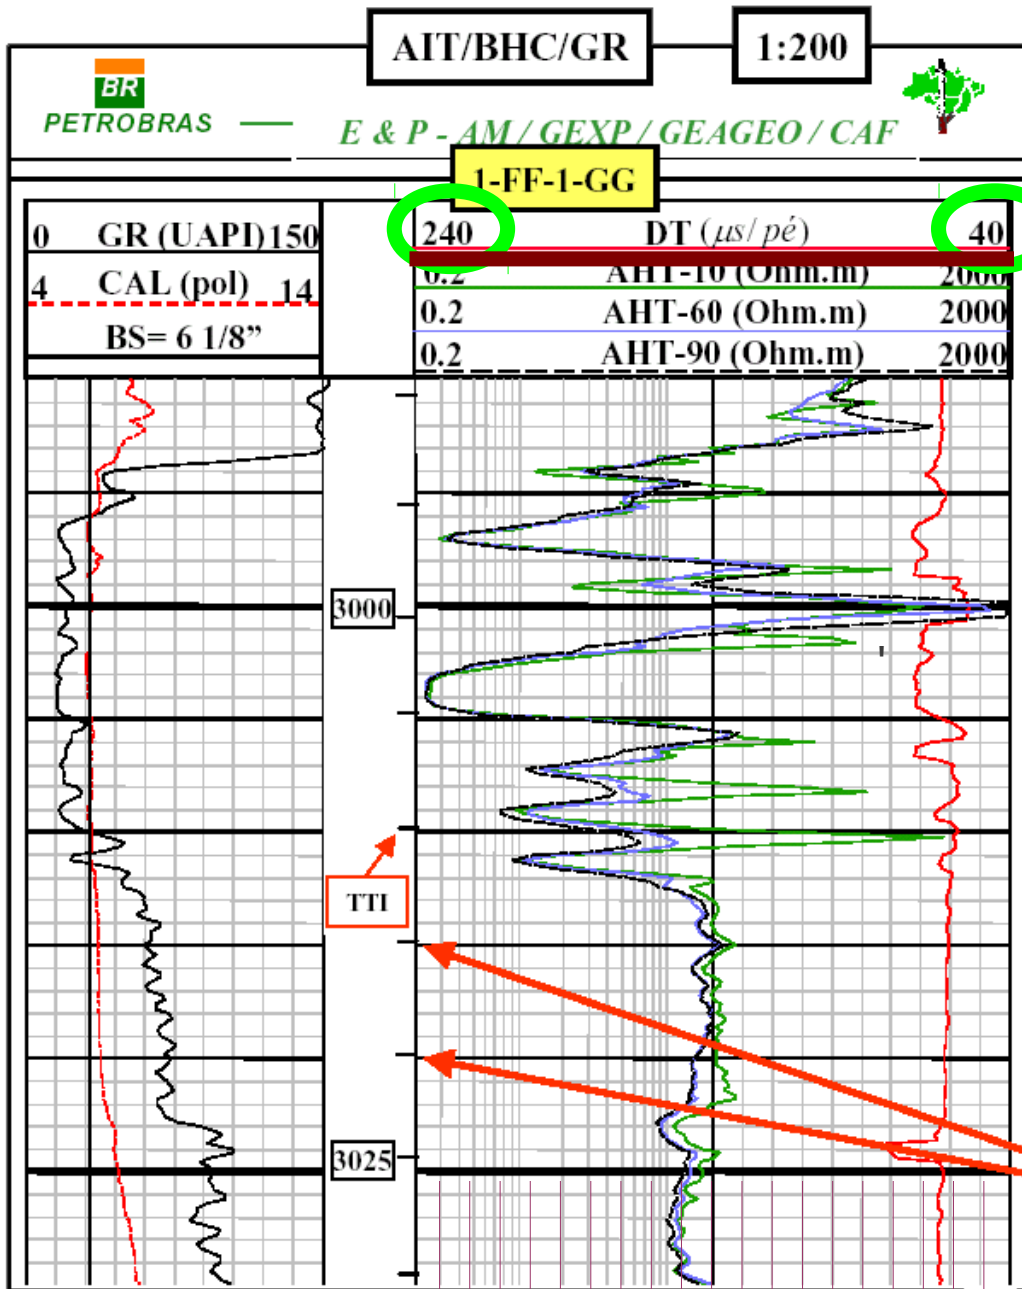 AIT/BHC/GR 1:200
BR
PETROBRAS
E & P - AM / GEXP / GEAGEO / CAF
1-FF-1-GG
0 GR (UAPI) 150
4 CAL (pol) 14
BS= 6 1/8”
240 DT (μs/ pé) 40
0.2 AHT-10 (Ohm.m) 2000
0.2 AHT-60 (Ohm.m) 2000
0.2 AHT-90 (Ohm.m) 2000
3000
TTI
3025